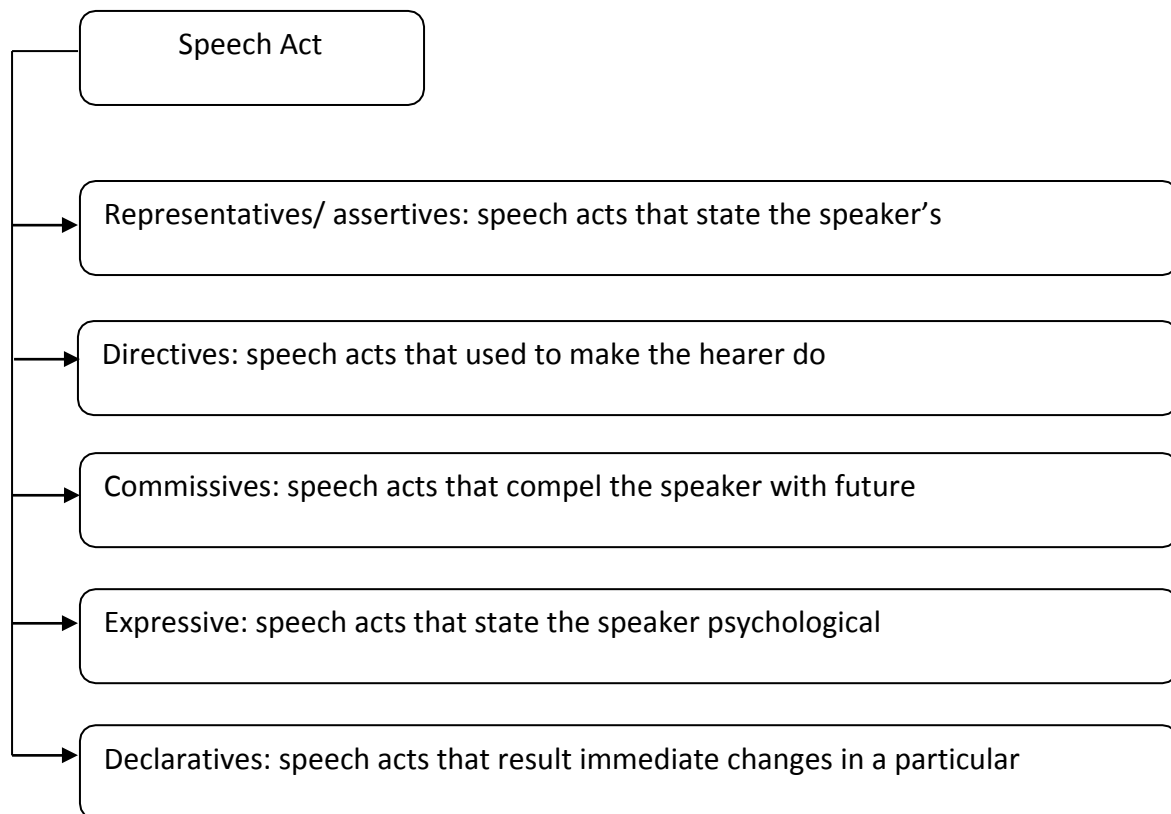 Speech Act
Representatives/ assertives: speech acts that state the speaker’s
Directives: speech acts that used to make the hearer do
Commissives: speech acts that compel the speaker with future
Expressive: speech acts that state the speaker psychological
Declaratives: speech acts that result immediate changes in a particular